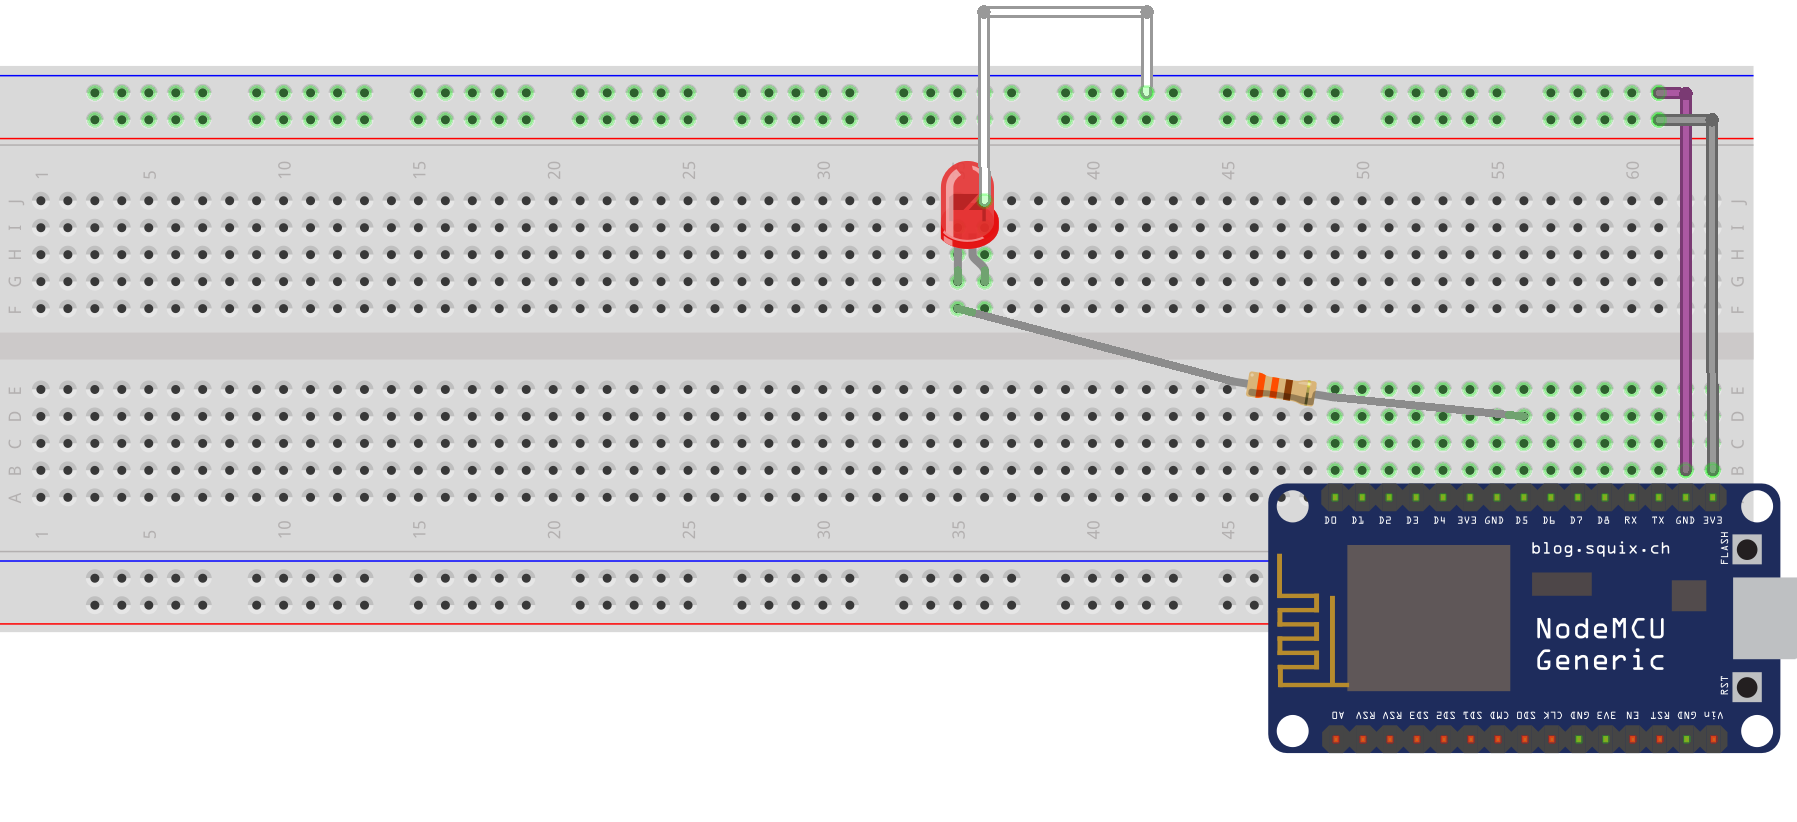 1 5 10 15 20 25 30 35 40 45 50 55 60
J J
I I
H H
G G
F F
E E
D D
C C
B B
A
1 5 10 15 20 25 30 35 40 45
D0 D1 D2 D3 D4 3V3 GND D5 D6 D7 D8 RX TX GND 3V3
FLASH
blog.squix.ch
NodeMCU
Generic
RST
A0 RSV RSV SD3 SD2 SD1 CMD SD0 CLK GND 3V3 EN RST GND Vin